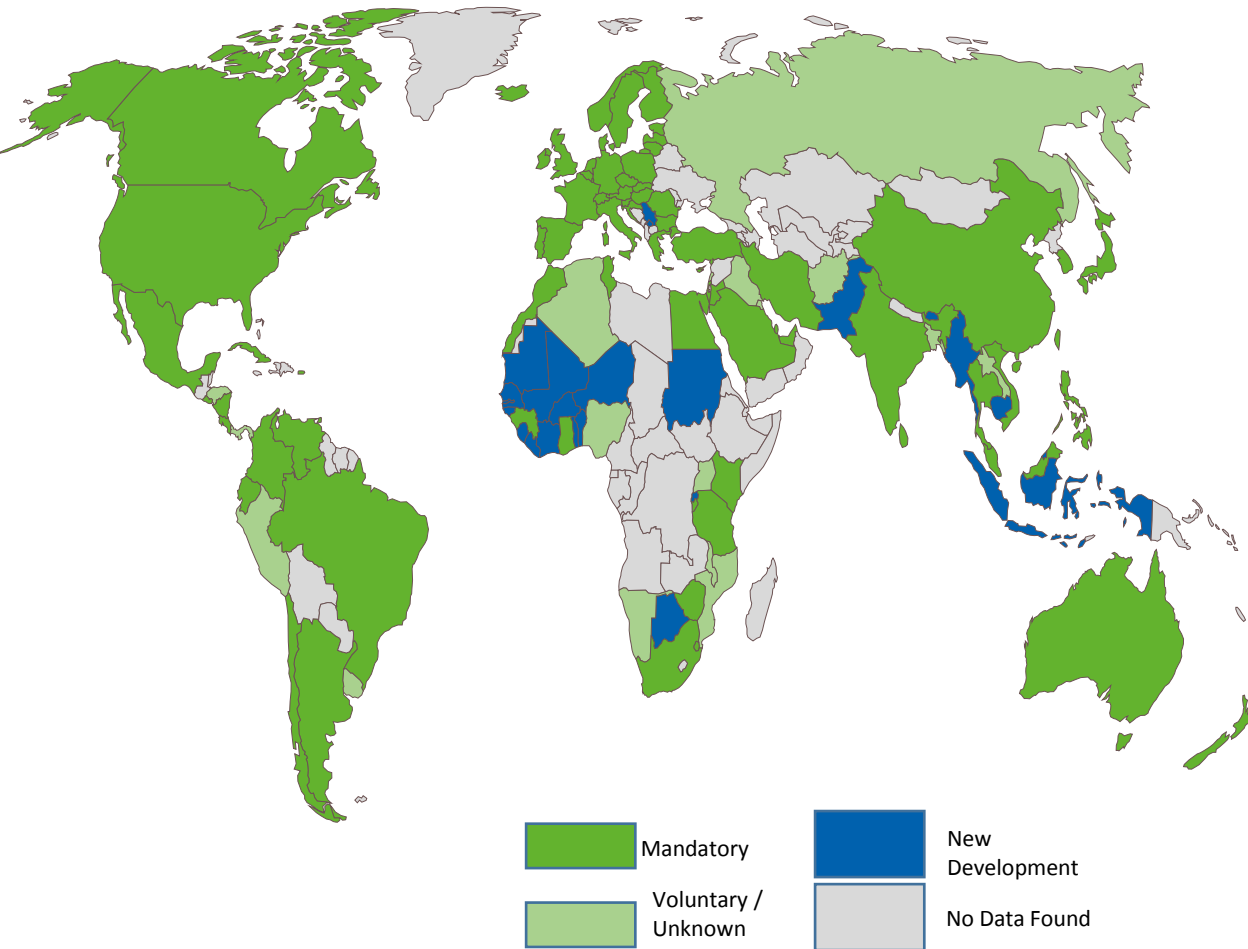 Mandatory
New
Development
Voluntary /
Unknown
No Data Found